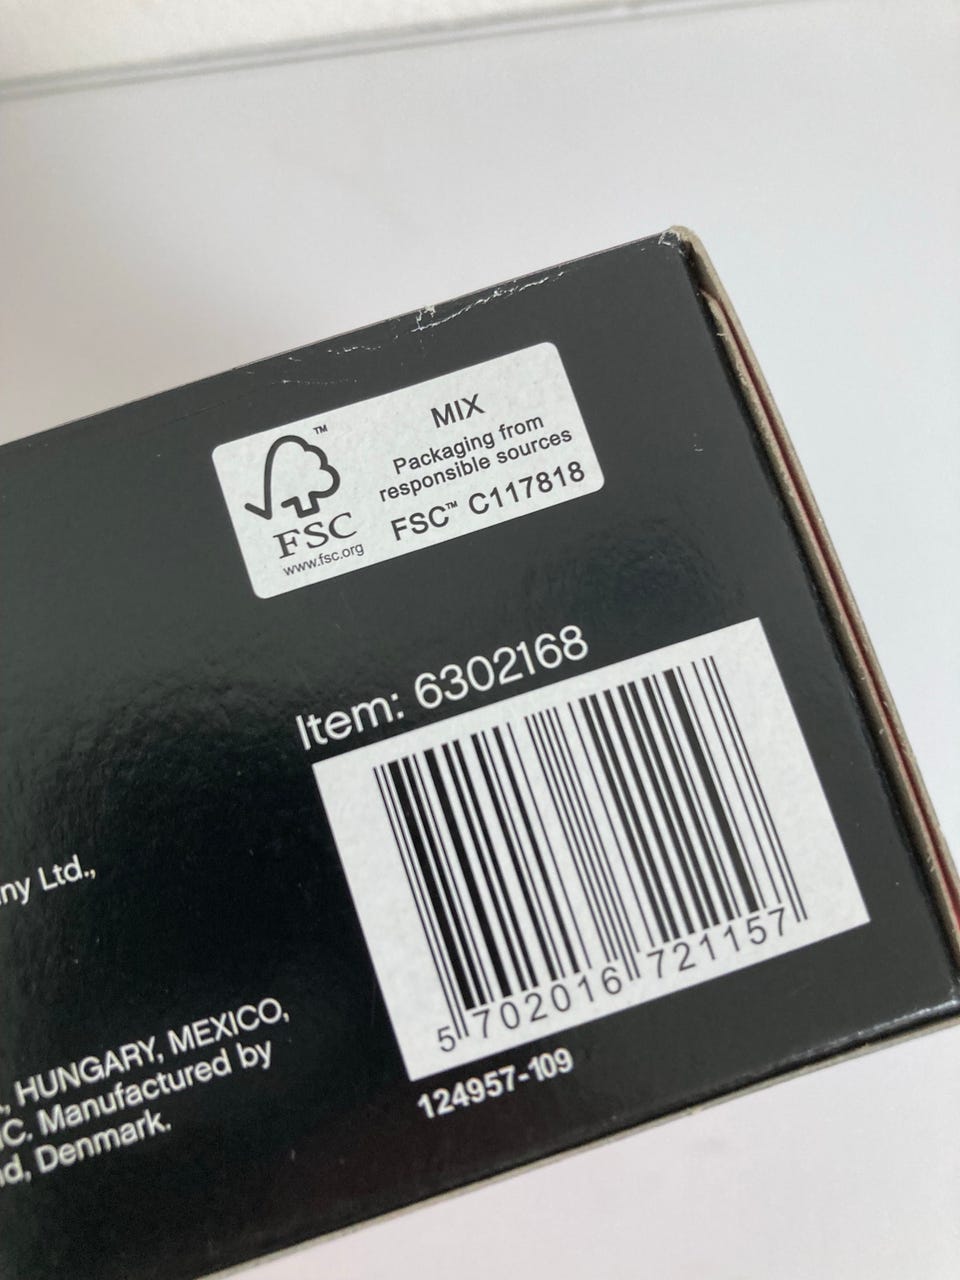 ™
MIX
Packaging from
responsible sources
FSC™ C117818
FSC
www.fsc.org
Item: 6302168
5 702016 721157
124957-109
ny Ltd.,
, HUNGARY, MEXICO,
C. Manufactured by
d, Denmark.